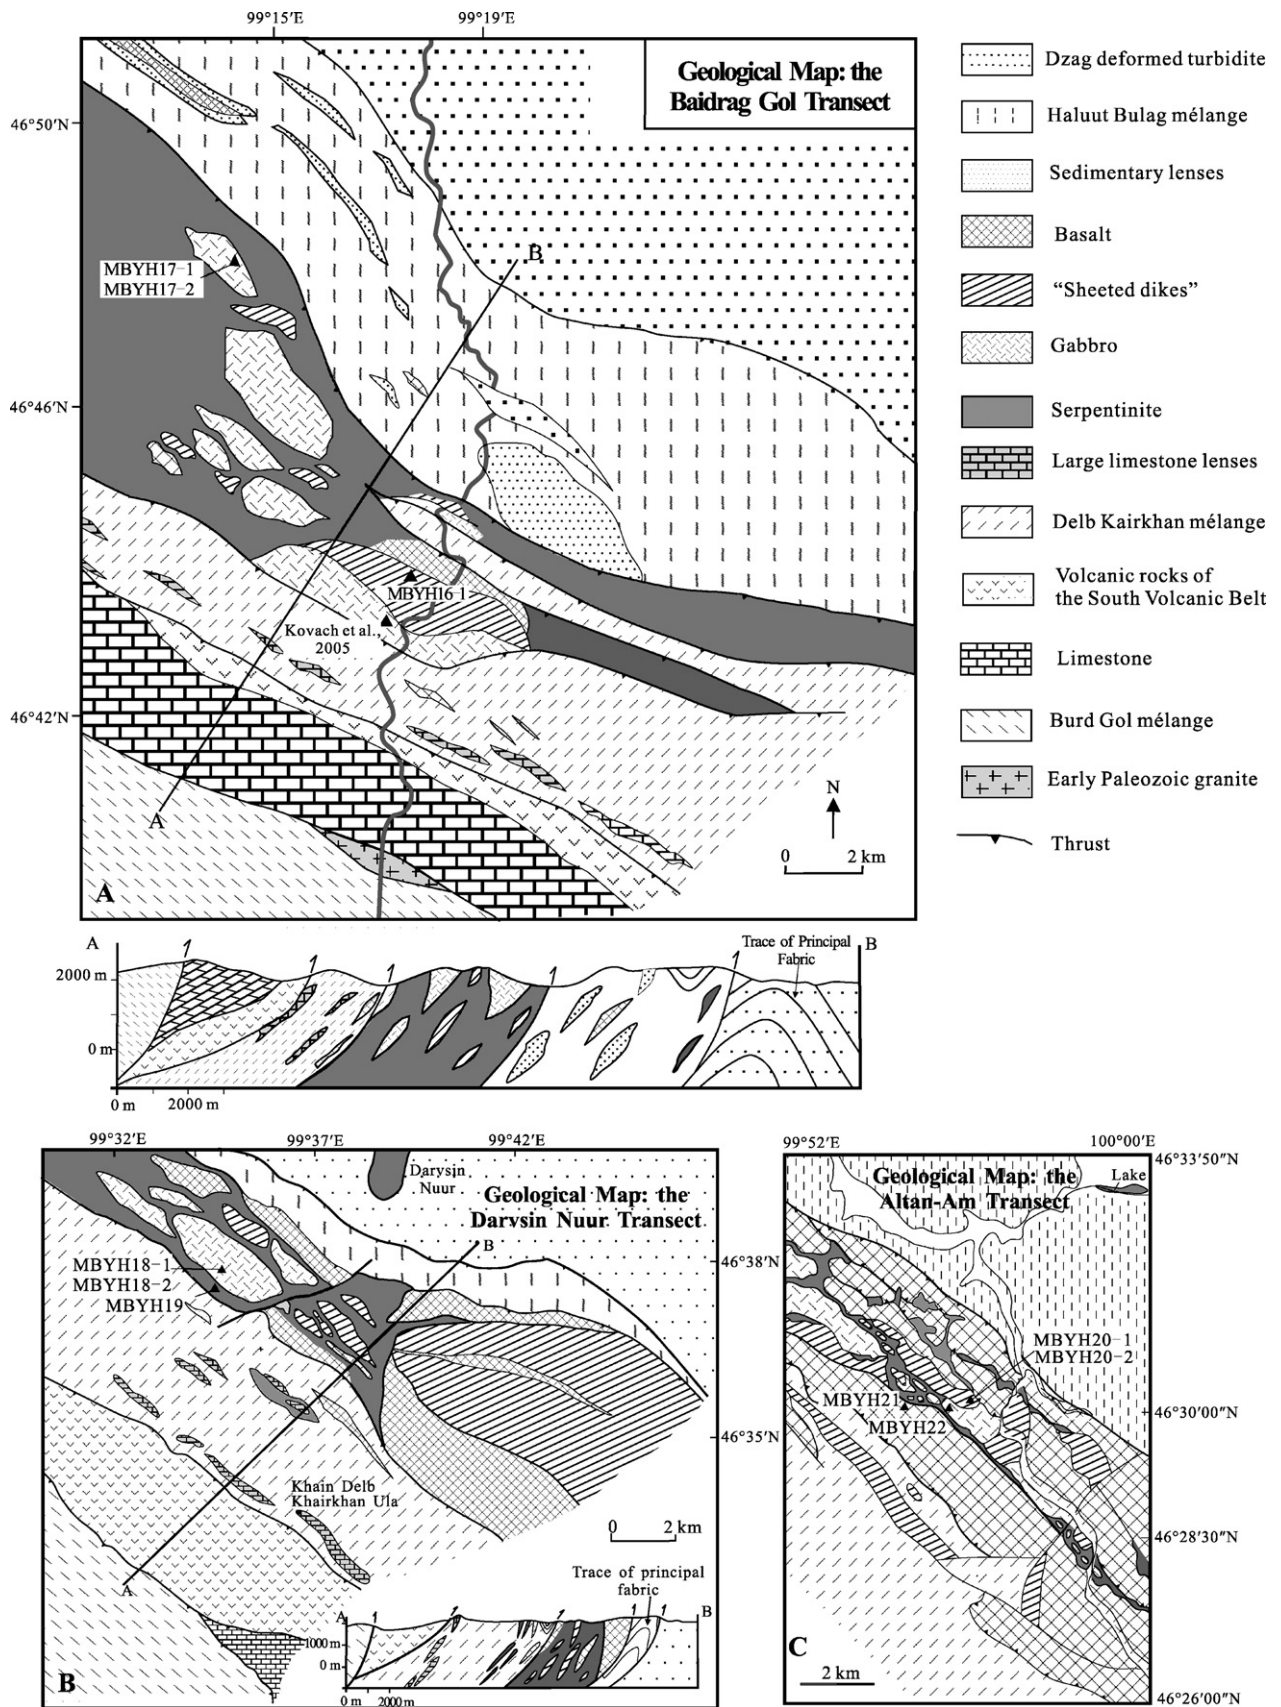 99°15′E
99°19′E
46°50′N
46°46′N
46°42′N
Geological Map: the
Baidrag Gol Transect
B
MBYH17-1
MBYH17-2
MBYH16 1
Kovach et al.,
2005
A
N
0 2 km
A
Dzag deformed turbidite
Haluut Bulag mélange
Sedimentary lenses
Basalt
“Sheeted dikes”
Gabbro
Serpentinite
Large limestone lenses
Delb Kairkhan mélange
Volcanic rocks of
the South Volcanic Belt
Limestone
Burd Gol mélange
Early Paleozoic granite
Thrust
A
B
Trace of Principal
Fabric
2000 m
0 m
0 m 2000 m
99°32′E
99°37′E
99°42′E
Darysin
Nuur
Geological Map: the
Darvsin Nuur Transect
B
46°38′N
MBYH18-1
MBYH18-2
MBYH19
46°35′N
Khain Delb
Khairkhan Ula
0 2 km
A
Trace of principal
fabric
A
B
1000 m
0 m
0 m 2000 m
B
99°52′E
100°00′E
46°33′50″N
Geological Map: the
Altan-Am Transect
Lake
MBYH20-1
MBYH20-2
MBYH21
MBYH22
46°30′00″N
46°28′30″N
C
2 km
46°26′00″N